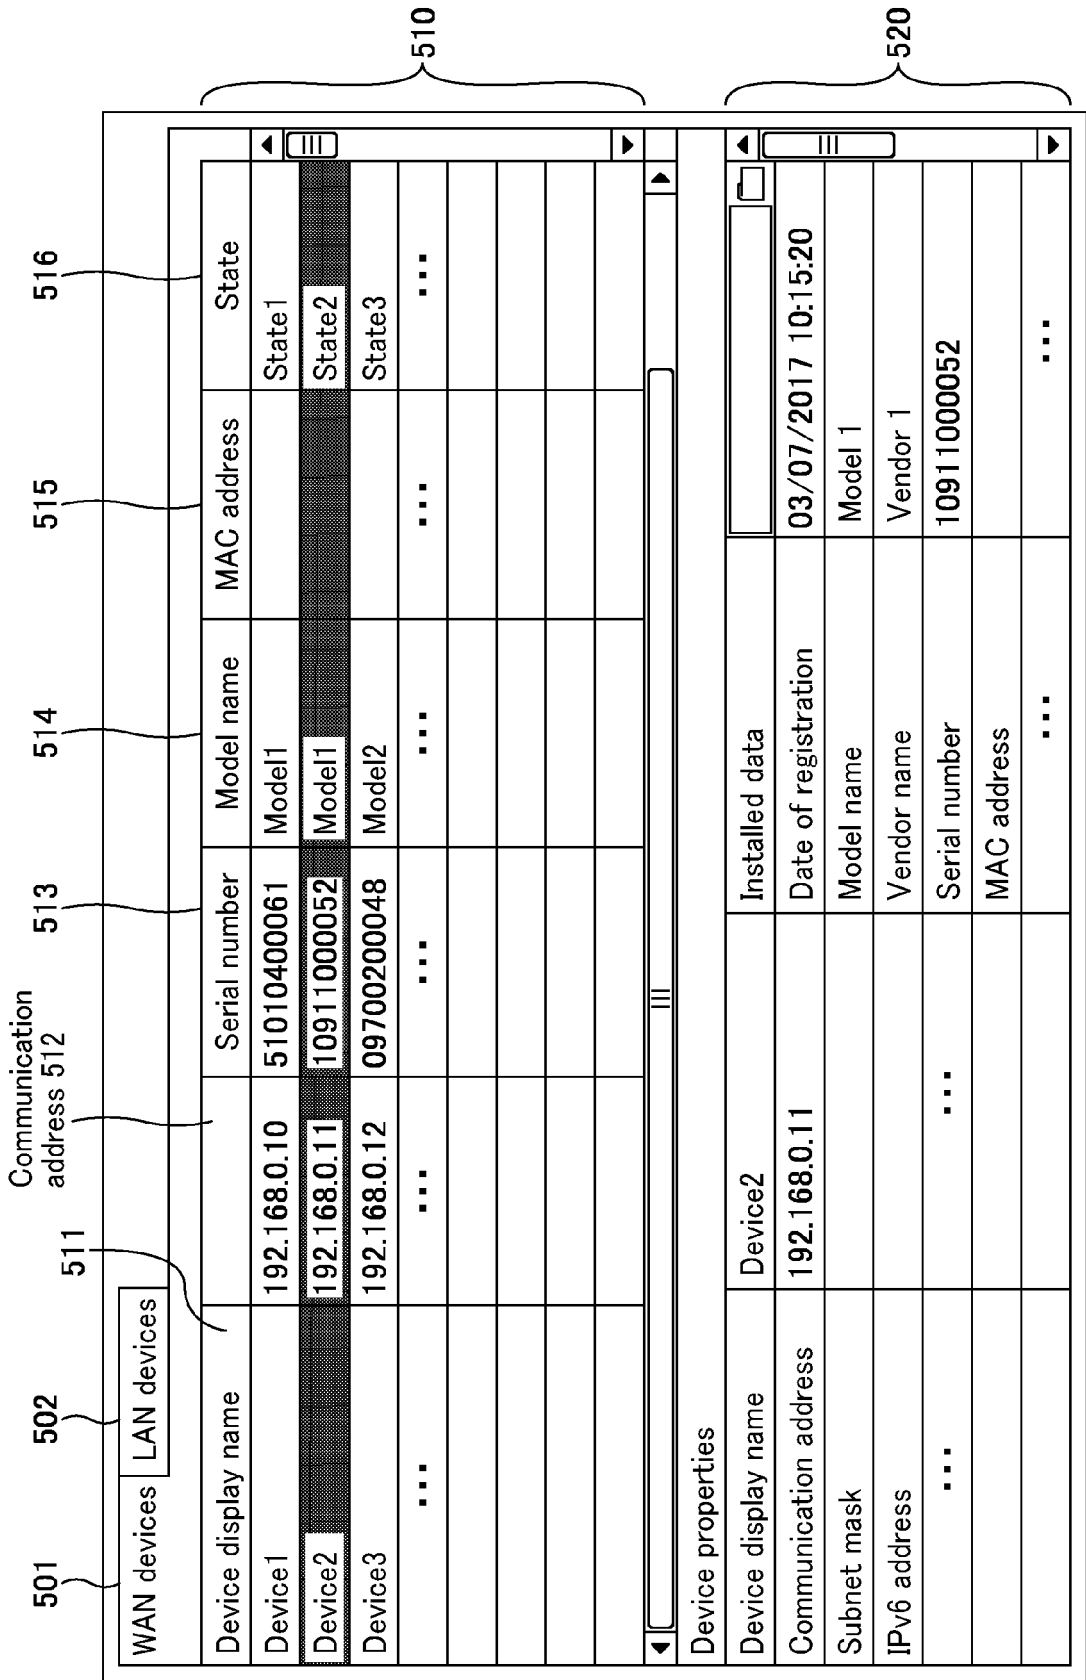 Communication
address 512
501
502
511
513
514
515
516
WAN devices
LAN devices
Device display name
Serial number
Model name
MAC address
State
Device1
192.168.0.10
51010400061
Model1
State1
Device2
192.168.0.11
10911000052
Model1
State2
Device3
192.168.0.12
09700200048
Model2
State3
... ... ... ... ... ...
510
Device properties
Device display name
Device2
Installed data
Communication address
192.168.0.11
Date of registration
03/07/2017 10:15:20
Subnet mask
Model name
Model 1
IPv6 address
Vendor name
Vendor 1
... ...
Serial number
10911000052
MAC address
... ...
520